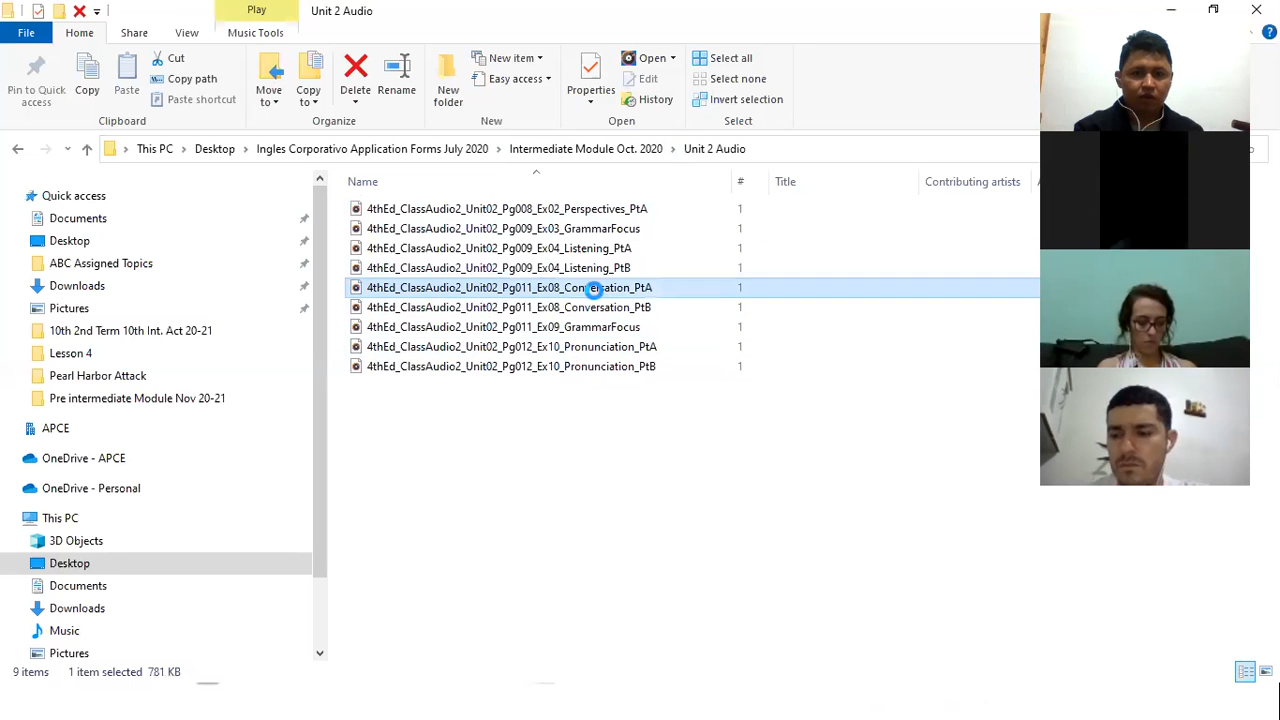 Play
Unit 2 Audio
File
Home
Share
View
Music Tools
Pin to Quick access
Copy
Paste
Cut
Copy path
Paste shortcut
Clipboard
Move to
Copy to
Delete
Rename
Organize
New folder
New item
Easy access
New
Properties
Open
Edit
History
Open
Select all
Select none
Invert selection
Select
This PC > Desktop > Ingles Corporativo Application Forms July 2020 > Intermediate Module Oct. 2020 > Unit 2 Audio
Name
#
Title
Contributing artists
Quick access
Documents
Desktop
ABC Assigned Topics
Downloads
Pictures
10th 2nd Term 10th Int. Act 20-21
Lesson 4
Pearl Harbor Attack
Pre intermediate Module Nov 20-21
APCE
OneDrive - APCE
OneDrive - Personal
This PC
3D Objects
Desktop
Documents
Downloads
Music
Pictures
4thEd_ClassAudio2_Unit02_Pg008_Ex02_Perspectives_PtA 1
4thEd_ClassAudio2_Unit02_Pg009_Ex03_GrammarFocus 1
4thEd_ClassAudio2_Unit02_Pg009_Ex04_Listening_PtA 1
4thEd_ClassAudio2_Unit02_Pg009_Ex04_Listening_PtB 1
4thEd_ClassAudio2_Unit02_Pg011_Ex08_Conversation_PtA 1
4thEd_ClassAudio2_Unit02_Pg011_Ex08_Conversation_PtB 1
4thEd_ClassAudio2_Unit02_Pg011_Ex09_GrammarFocus 1
4thEd_ClassAudio2_Unit02_Pg012_Ex10_Pronunciation_PtA 1
4thEd_ClassAudio2_Unit02_Pg012_Ex10_Pronunciation_PtB 1
9 items 1 item selected 781 KB